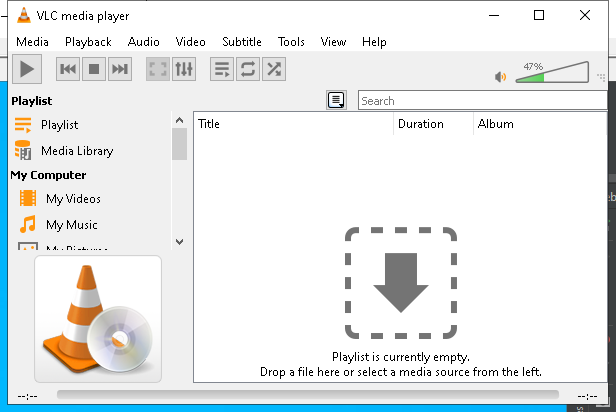 VLC media player
Media Playback Audio Video Subtitle Tools View Help
47%
Playlist
Search
Playlist
Media Library
My Computer
My Videos
My Music
My Pictures
Title Duration Album
Playlist is currently empty.
Drop a file here or select a media source from the left.
--:-- --:--